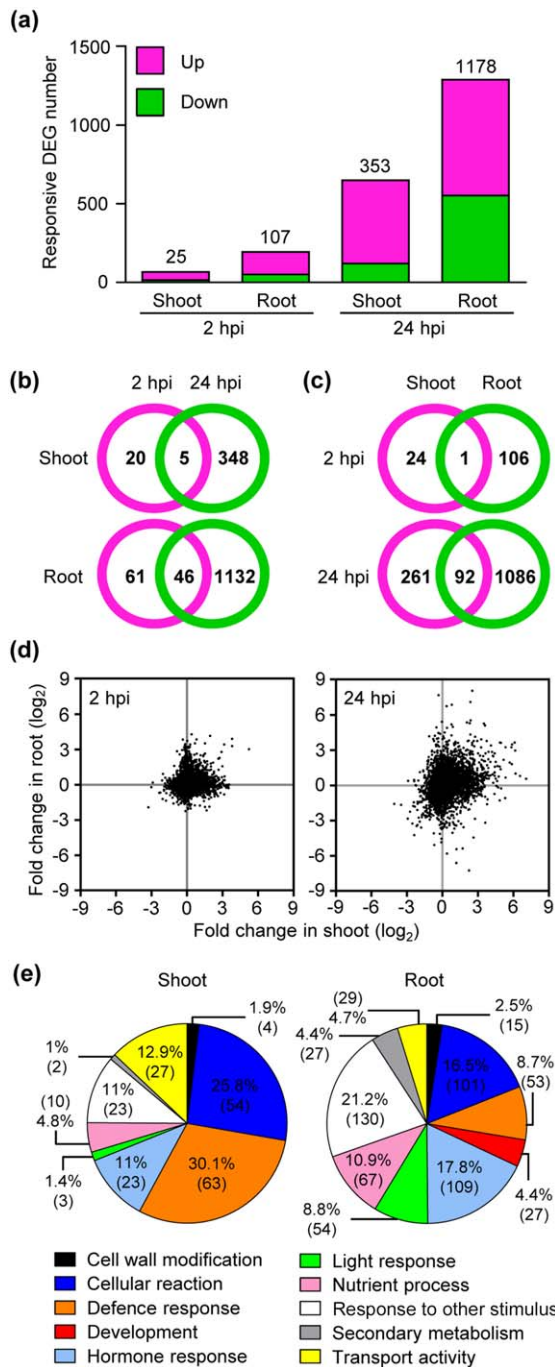 (a)
1500
1000
500
0
Responsive DEG number
Up
Down
25
107
353
1178
Shoot
Root
Shoot
Root
2 hpi
24 hpi
(b)
2 hpi 24 hpi
Shoot
20 5 348
Root
61 46 1132
(c)
Shoot Root
2 hpi
24 1 106
24 hpi
261 92 1086
(d)
Fold change in root (log2)
9
6
3
0
-3
-6
-9
2 hpi
-9 -6 -3 0 3 6 9
9
6
3
0
-3
-6
-9
24 hpi
-9 -6 -3 0 3 6 9
Fold change in shoot (log2)
(e)
Shoot
1.9%
(4)
25.8%
(54)
30.1%
(63)
11%
(23)
1.4%
(3)
(10)
4.8%
11%
(23)
1%
(2)
12.9%
(27)
Root
2.5%
(15)
16.5%
(101)
8.7%
(53)
4.4%
(27)
17.8%
(109)
8.8%
(54)
10.9%
(67)
21.2%
(130)
4.4%
(27)
(29)
4.7%
Cell wall modification
Cellular reaction
Defence response
Development
Hormone response
Light response
Nutrient process
Response to other stimulus
Secondary metabolism
Transport activity